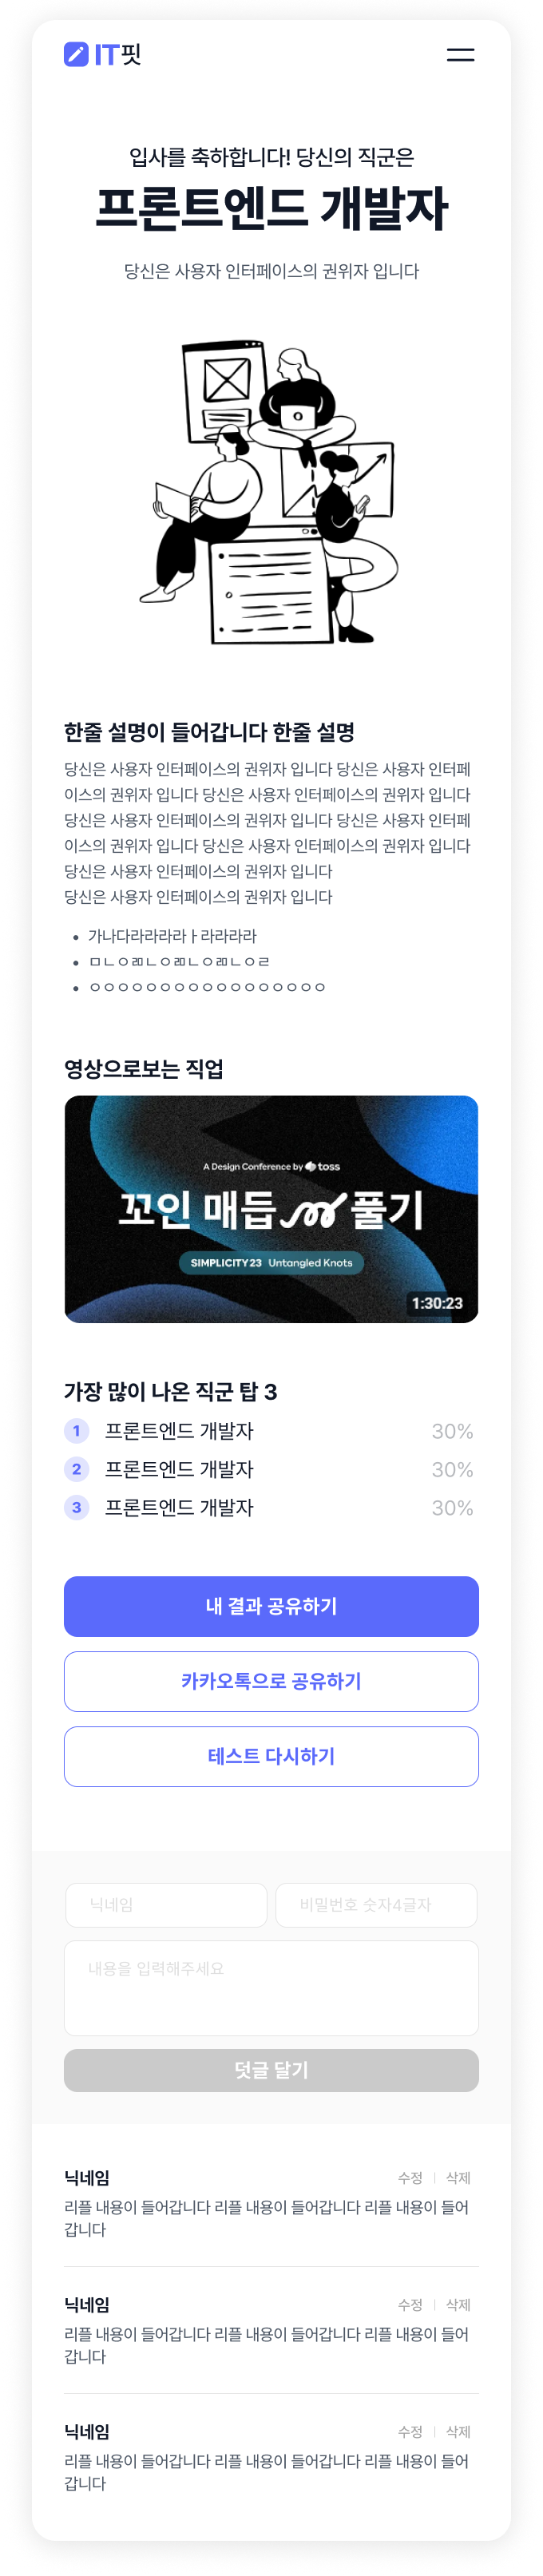 IT핏
입사를 축하합니다! 당신의 직군은
프론트엔드 개발자
당신은 사용자 인터페이스의 권위자 입니다
한줄 설명이 들어갑니다 한줄 설명
당신은 사용자 인터페이스의 권위자 입니다 당신은 사용자 인터페
이스의 권위자 입니다 당신은 사용자 인터페이스의 권위자 입니다
당신은 사용자 인터페이스의 권위자 입니다 당신은 사용자 인터페
이스의 권위자 입니다 당신은 사용자 인터페이스의 권위자 입니다
당신은 사용자 인터페이스의 권위자 입니다
당신은 사용자 인터페이스의 권위자 입니다
• 가나다라라라라ㅏ라라라라
• ㅁㄴㅇㄻㄴㅇㄻㄴㅇㄻㄴㅇㄹ
• ㅇㅇㅇㅇㅇㅇㅇㅇㅇㅇㅇㅇㅇㅇㅇㅇㅇ
영상으로보는 직업
A Design Conference by toss
꼬인 매듭 풀기
SIMPLICITY23 Untangled Knots
1:30:23
가장 많이 나온 직군 탑 3
1 프론트엔드 개발자 30%
2 프론트엔드 개발자 30%
3 프론트엔드 개발자 30%
내 결과 공유하기
카카오톡으로 공유하기
테스트 다시하기
닉네임 비밀번호 숫자4글자
내용을 입력해주세요
덧글 달기
닉네임 수정 | 삭제
리플 내용이 들어갑니다 리플 내용이 들어갑니다 리플 내용이 들어
갑니다
닉네임 수정 | 삭제
리플 내용이 들어갑니다 리플 내용이 들어갑니다 리플 내용이 들어
갑니다
닉네임 수정 | 삭제
리플 내용이 들어갑니다 리플 내용이 들어갑니다 리플 내용이 들어
갑니다